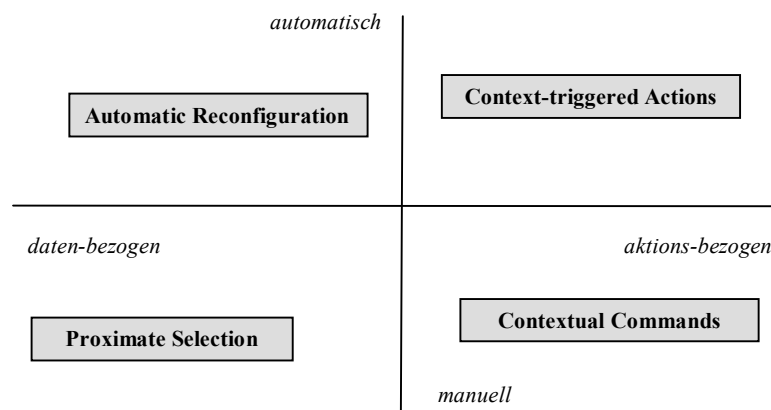 automatisch
Context-triggered Actions
Automatic Reconfiguration
daten-bezogen
aktions-bezogen
Contextual Commands
Proximate Selection
manuell